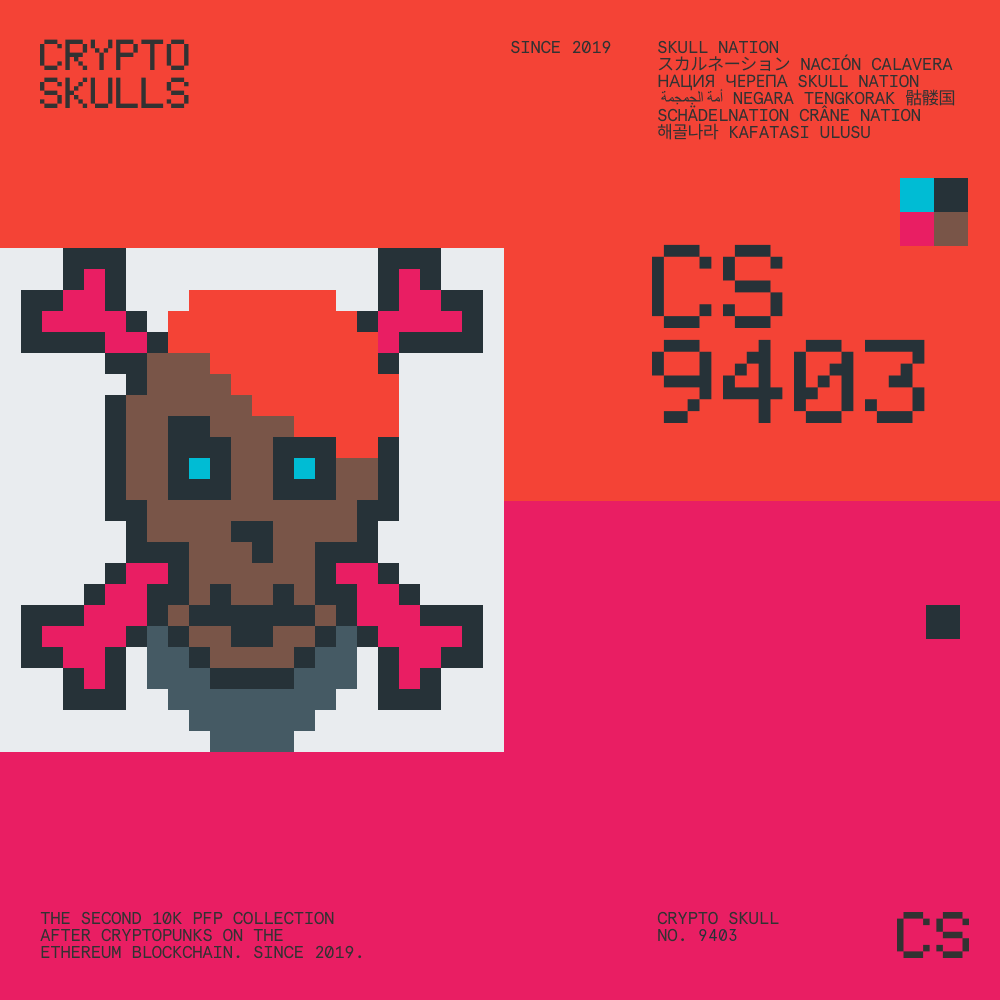 CRYPTO
SKULLS
SINCE 2019
SKULL NATION
スカルネーション NACIÓN CALAVERA
НАЦИЯ ЧЕРЕПА SKULL NATION
أمة الجمجمة NEGARA TENGKORAK 骷髅国
SCHÄDELNATION CRÂNE NATION
해골나라 KAFATASI ULUSU
CS
9403
THE SECOND 10K PFP COLLECTION
AFTER CRYPTOPUNKS ON THE
ETHEREUM BLOCKCHAIN. SINCE 2019.
CRYPTO SKULL
NO. 9403
CS